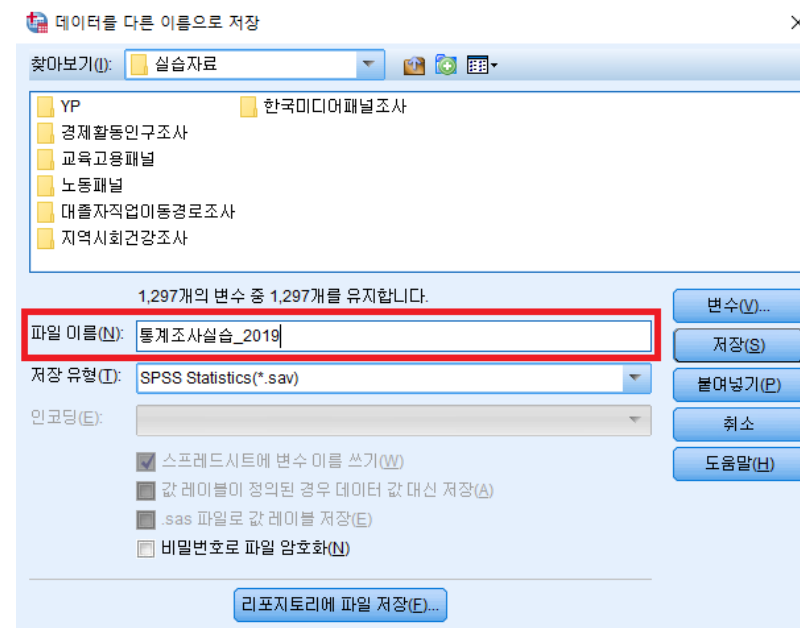 데이터를 다른 이름으로 저장
찾아보기(I): 실습자료
YP 한국미디어패널조사
경제활동인구조사
교육고용패널
노동패널
대졸자직업이동경로조사
지역시회건강조사
1,297개의 변수 중 1,297개를 유지합니다.
변수(V)...
파일 이름(N): 통계조사실습_2019
저장(S)
저장 유형(T): SPSS Statistics(*.sav)
붙여넣기(P)
인코딩(E):
취소
스프레드시트에 변수 이름 쓰기(W)
도움말(H)
값 레이블이 정의된 경우 데이터 값 대신 저장(A)
.sas 파일로 값 레이블 저장(E)
비밀번호로 파일 암호화(N)
리포지토리에 파일 저장(F)...